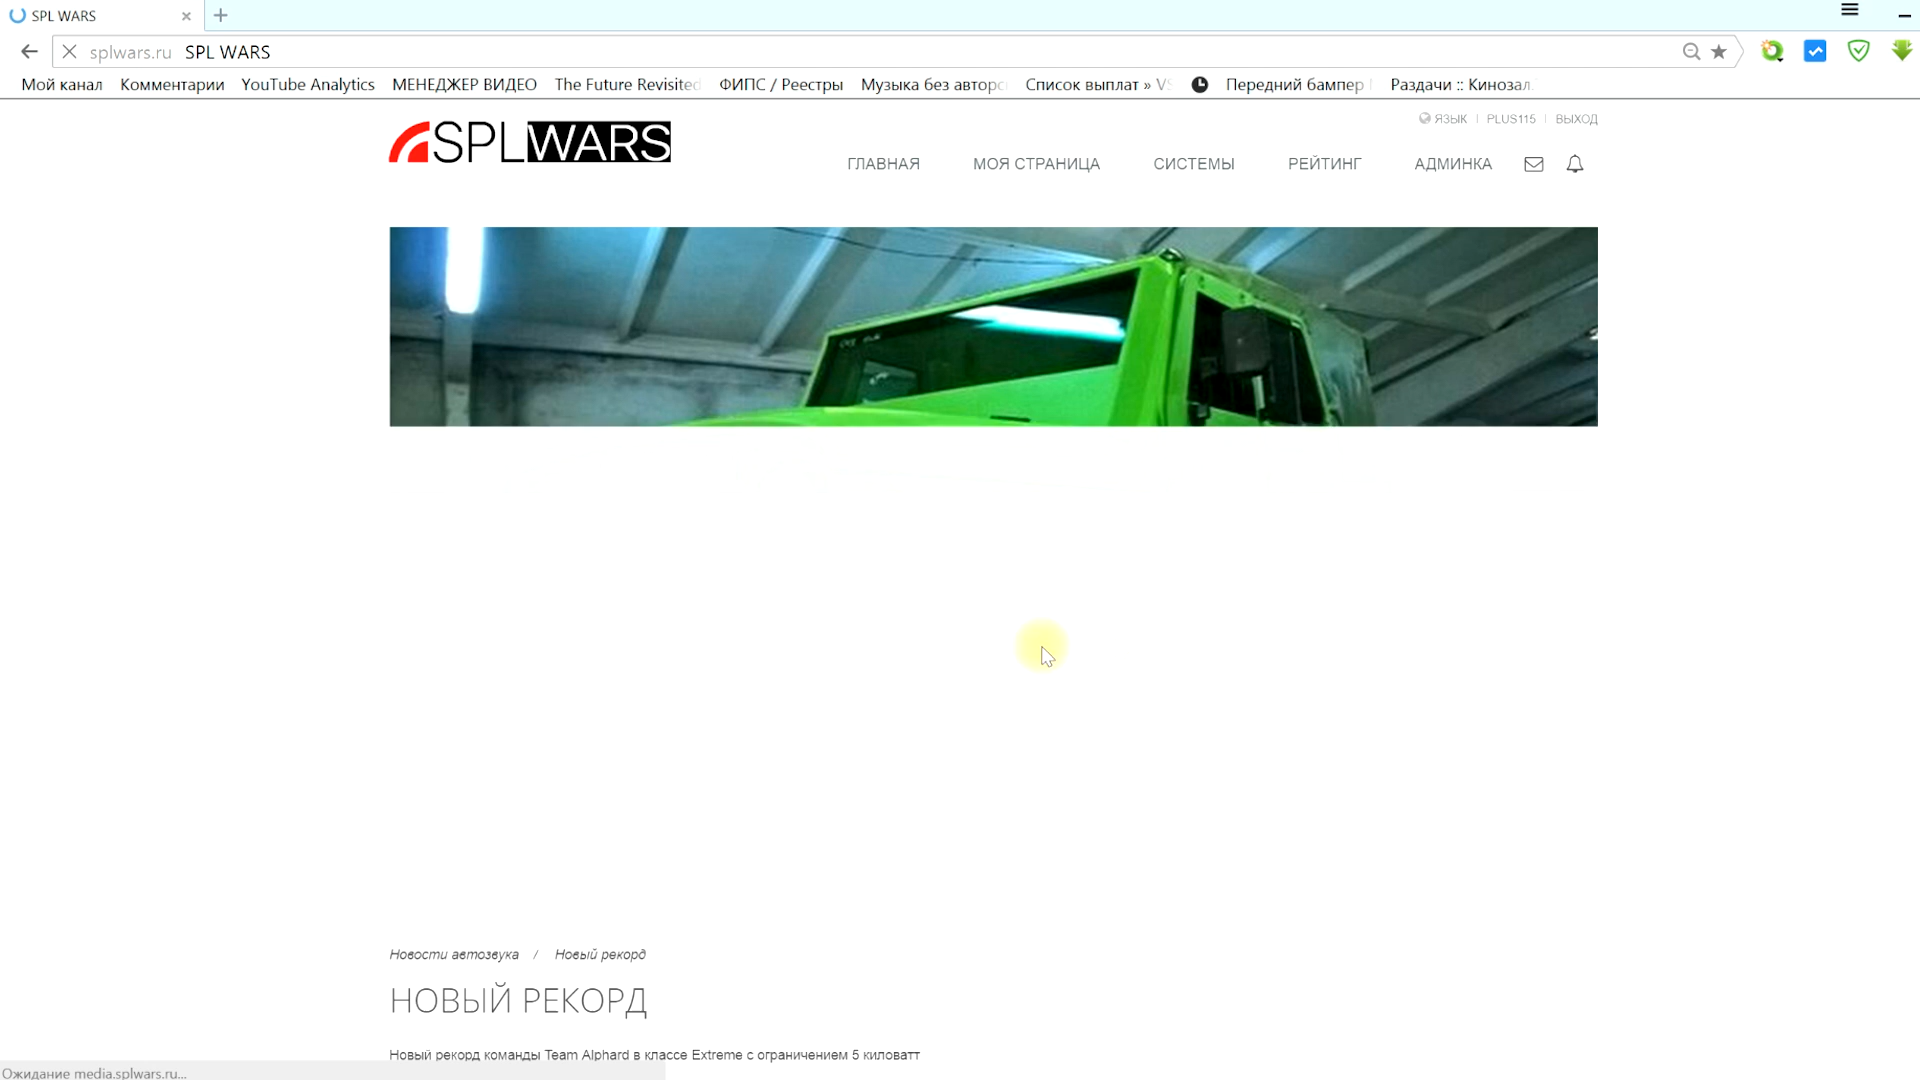 SPL WARS
splwars.ru SPL WARS
Мой канал Комментарии YouTube Analytics МЕНЕДЖЕР ВИДЕО The Future Revisited ФИПС / Реестры Музыка без авторс Список выплат » VS Передний бампер Раздачи :: Кинозал.
ЯЗЫК | PLUS115 | ВЫХОД
SPLWARS
ГЛАВНАЯ МОЯ СТРАНИЦА СИСТЕМЫ РЕЙТИНГ АДМИНКА
Новости автозвука / Новый рекорд
НОВЫЙ РЕКОРД
Новый рекорд команды Team Alphard в классе Extreme с ограничением 5 киловатт
Ожидание media.splwars.ru...